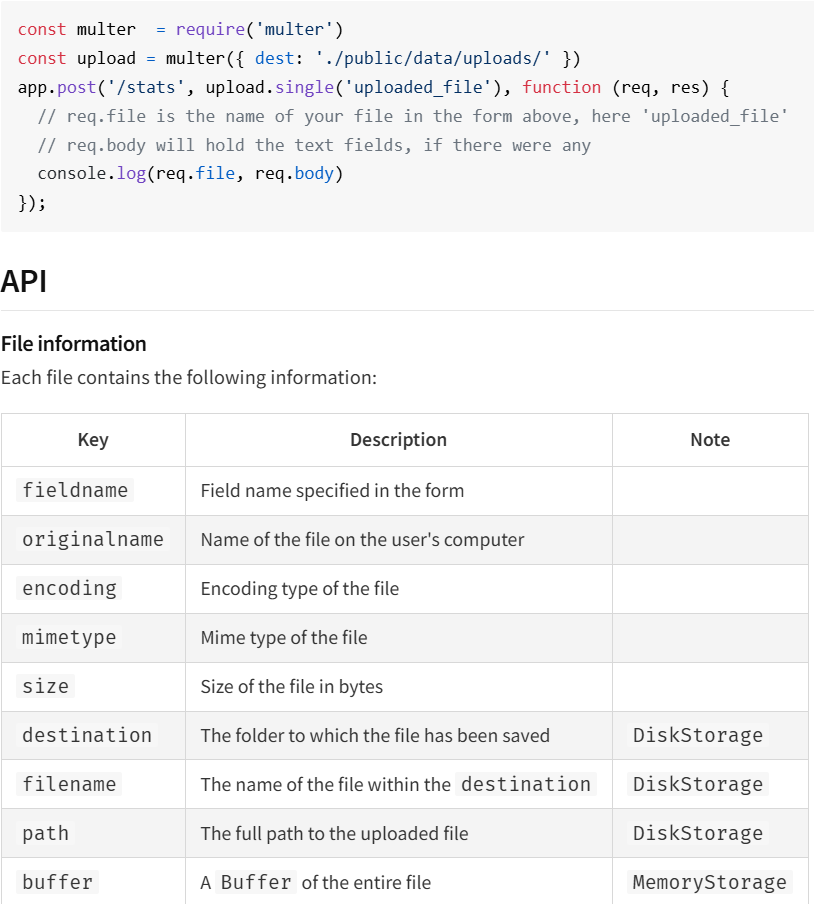 const multer  = require('multer')
const upload = multer({ dest: './public/data/uploads/' })
app.post('/stats', upload.single('uploaded_file'), function (req, res) {
  // req.file is the name of your file in the form above, here 'uploaded_file'
  // req.body will hold the text fields, if there were any
  console.log(req.file, req.body)
});
API
File information
Each file contains the following information:
Key Description Note
fieldname Field name specified in the form
originalname Name of the file on the user's computer
encoding Encoding type of the file
mimetype Mime type of the file
size Size of the file in bytes
destination The folder to which the file has been saved DiskStorage
filename The name of the file within the destination DiskStorage
path The full path to the uploaded file DiskStorage
buffer A Buffer of the entire file MemoryStorage